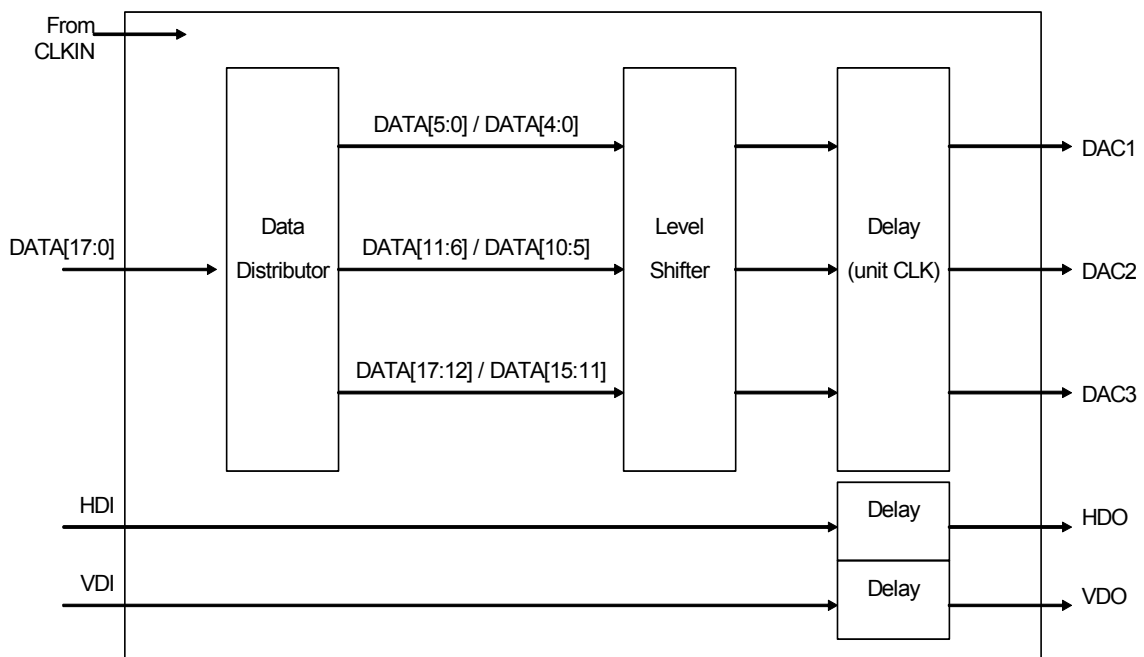 From
CLKIN
DATA[5:0] / DATA[4:0]
DAC1
DATA[17:0]
Data
Distributor
DATA[11:6] / DATA[10:5]
Level
Shifter
Delay
(unit CLK)
DAC2
DATA[17:12] / DATA[15:11]
DAC3
HDI
Delay
HDO
VDI
Delay
VDO